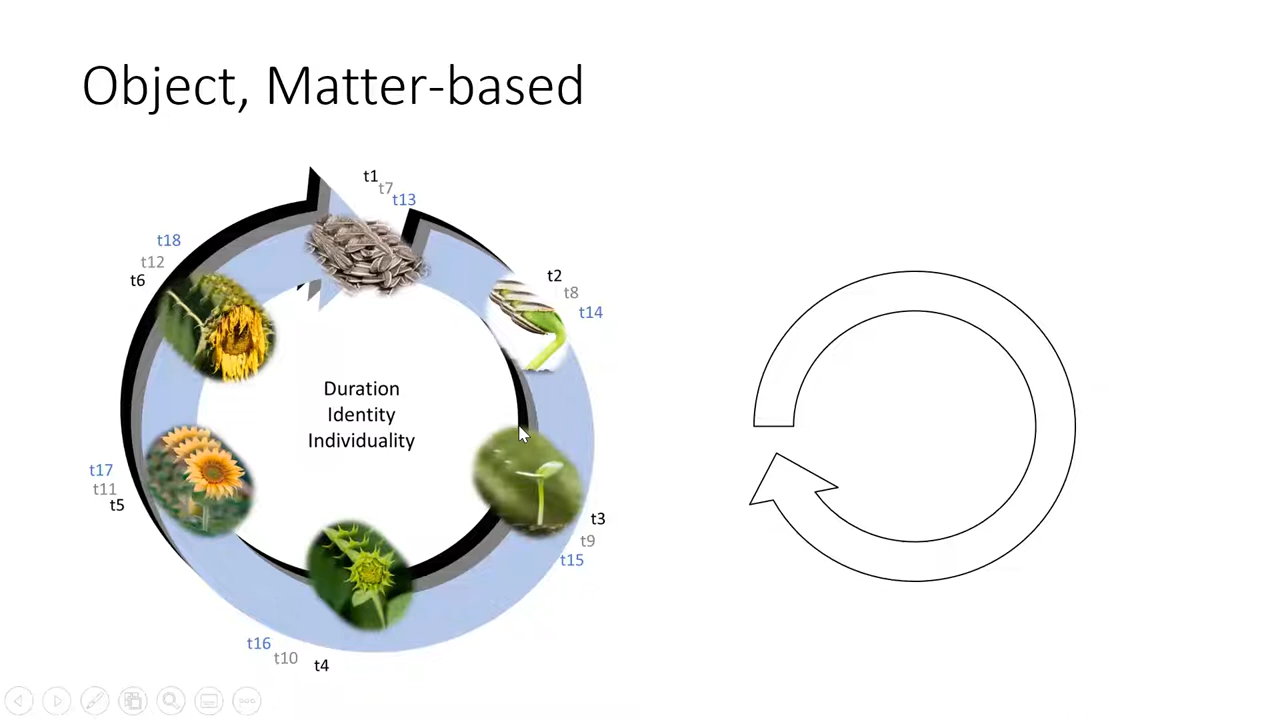 Object, Matter-based
t1
t7
t13
t2
t8
t14
t3
t9
t15
t4
t10
t16
t5
t11
t17
t6
t12
t18
Duration
Identity
Individuality